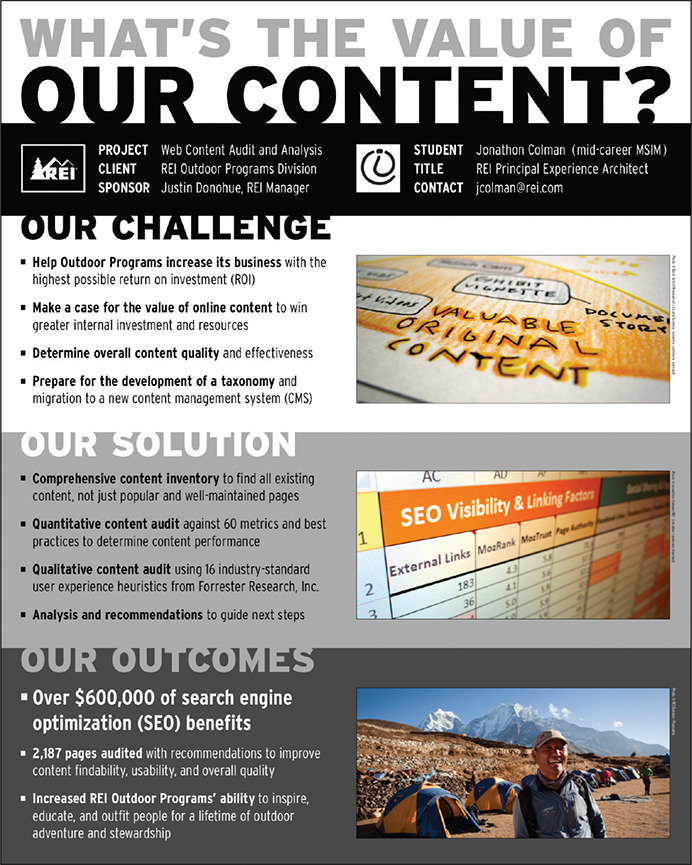 WHAT'S THE VALUE OF
OUR CONTENT?
REI
PROJECT Web Content Audit and Analysis
CLIENT REI Outdoor Programs Division
SPONSOR Justin Donohue, REI Manager
STUDENT Jonathon Colman (mid-career MSIM)
TITLE REI Principal Experience Architect
CONTACT jcolman@rei.com
OUR CHALLENGE
▪ Help Outdoor Programs increase its business with the
highest possible return on investment (ROI)
▪ Make a case for the value of online content to win
greater internal investment and resources
▪ Determine overall content quality and effectiveness
▪ Prepare for the development of a taxonomy and
migration to a new content management system (CMS)
EXHIBIT
VIGNETTE
VALUABLE
ORIGINAL
CONTENT
STORY
OUR SOLUTION
▪ Comprehensive content inventory to find all existing
content, not just popular and well-maintained pages
▪ Quantitative content audit against 60 metrics and best
practices to determine content performance
▪ Qualitative content audit using 16 industry-standard
user experience heuristics from Forrester Research, Inc.
▪ Analysis and recommendations to guide next steps
AC AD
1 SEO Visibility & Linking Factors
2 External Links MozRank MozTrust Page Authority
183 4.3 5.8
36 4.1
3
OUR OUTCOMES
▪ Over $600,000 of search engine
optimization (SEO) benefits
▪ 2,187 pages audited with recommendations to improve
content findability, usability, and overall quality
▪ Increased REI Outdoor Programs' ability to inspire,
educate, and outfit people for a lifetime of outdoor
adventure and stewardship